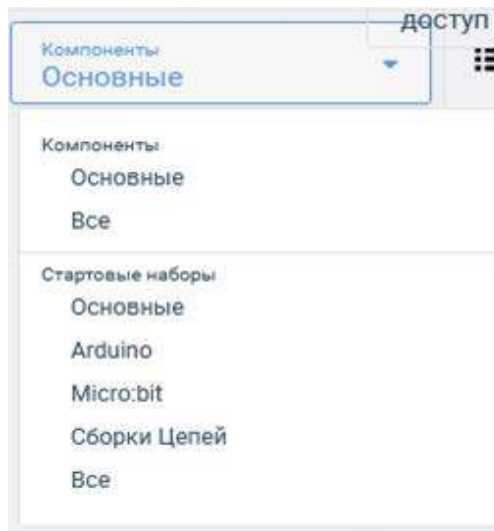 доступ
Компоненты
Основные
Компоненты
Основные
Все
Стартовые наборы
Основные
Arduino
Micro:bit
Сборки Цепей
Все